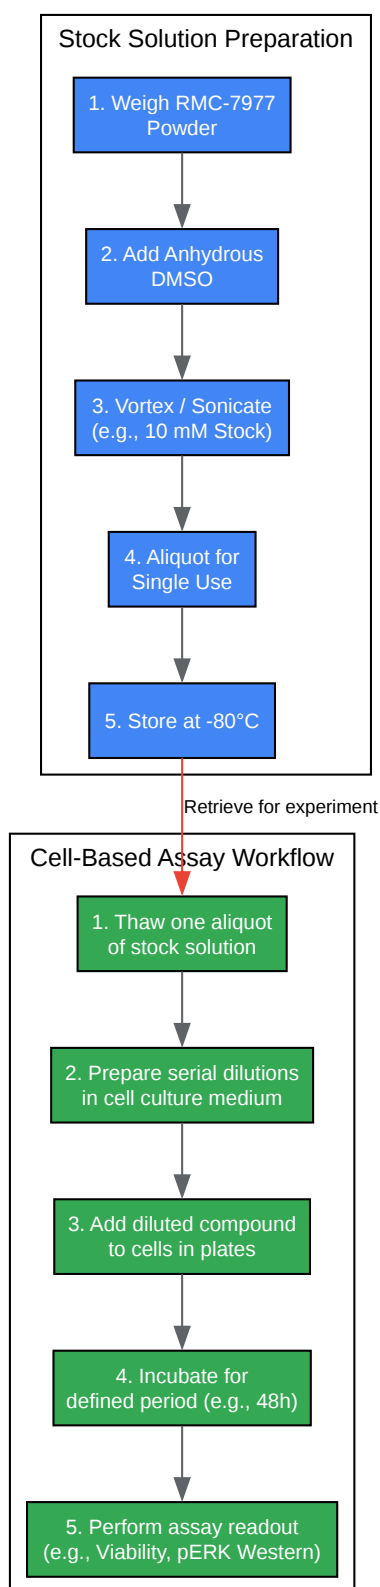 Stock Solution Preparation
1. Weigh RMC-7977
Powder
2. Add Anhydrous
DMSO
3. Vortex / Sonicate
(e.g., 10 mM Stock)
4. Aliquot for
Single Use
5. Store at -80°C
Retrieve for experiment
Cell-Based Assay Workflow
1. Thaw one aliquot
of stock solution
2. Prepare serial dilutions
in cell culture medium
3. Add diluted compound
to cells in plates
4. Incubate for
defined period (e.g., 48h)
5. Perform assay readout
(e.g., Viability, pERK Western)